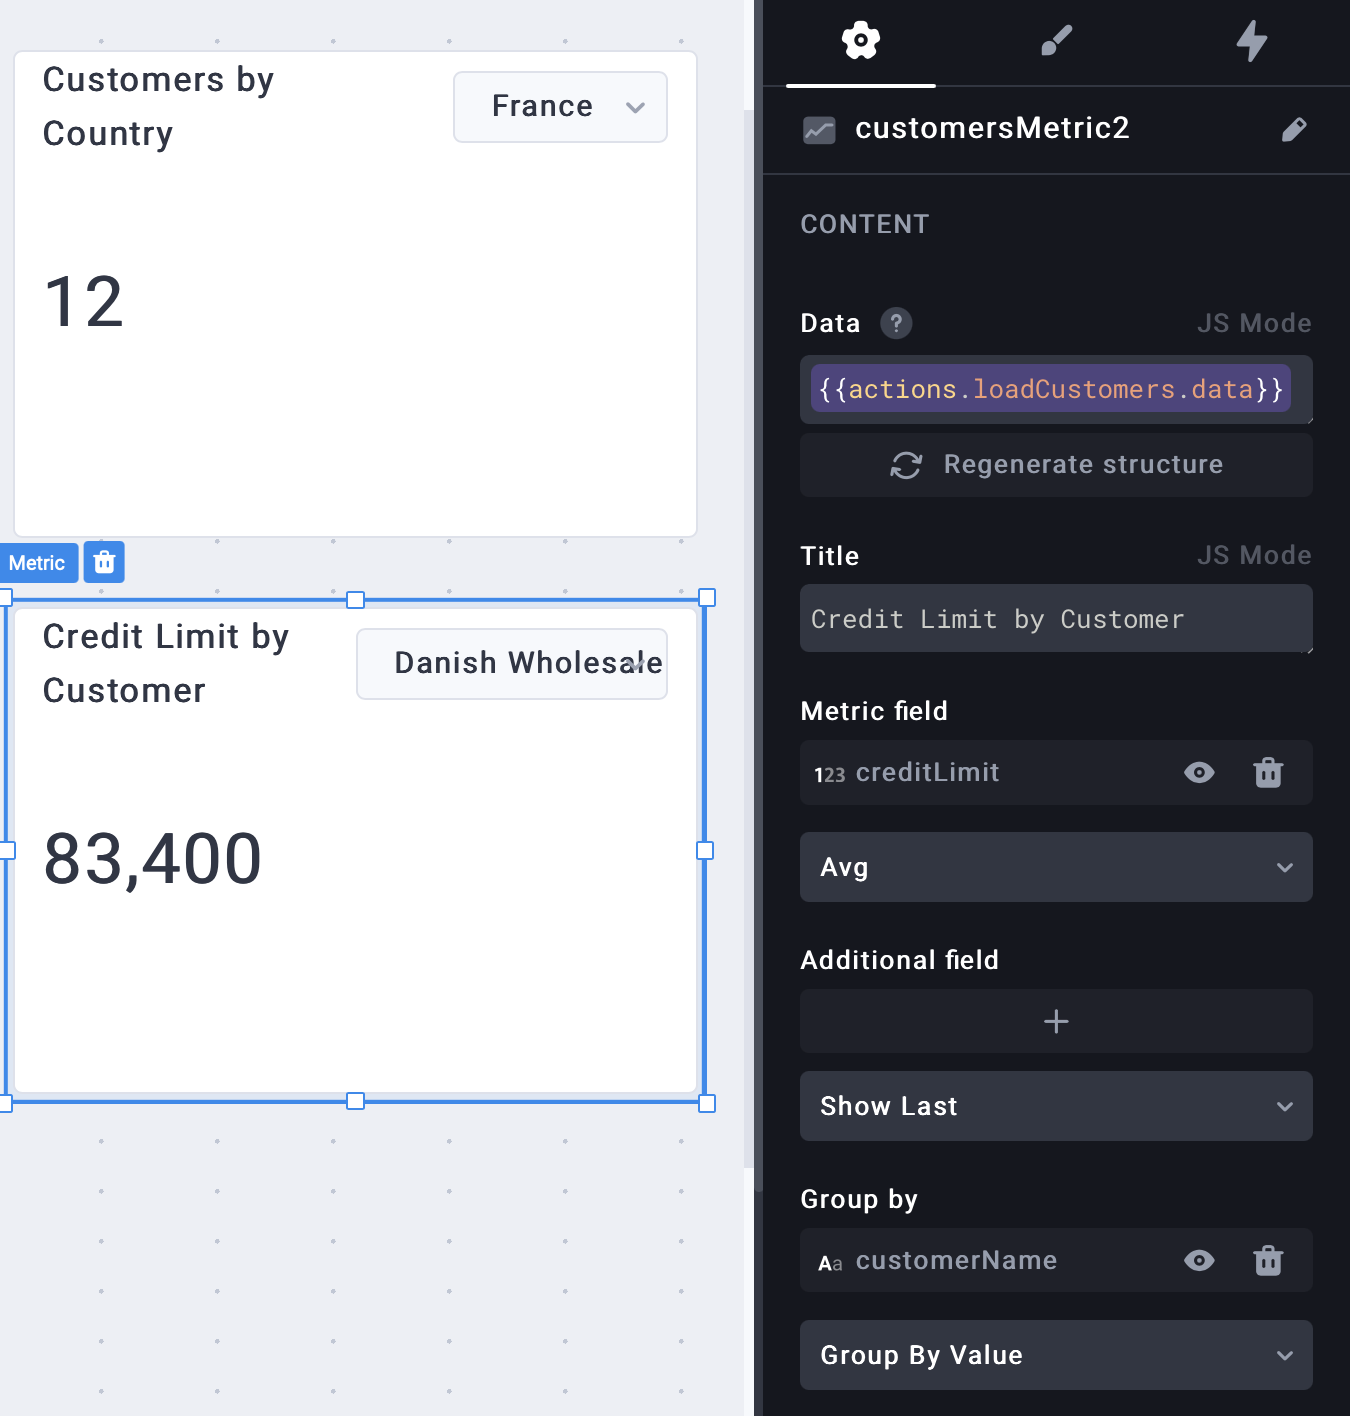 Customers by
Country
France
12
Metric
Credit Limit by
Customer
Danish Wholesale
83,400
customersMetric2
CONTENT
Data ? JS Mode
{{actions.loadCustomers.data}}
Regenerate structure
Title JS Mode
Credit Limit by Customer
Metric field
123 creditLimit
Avg
Additional field
Show Last
Group by
Aa customerName
Group By Value